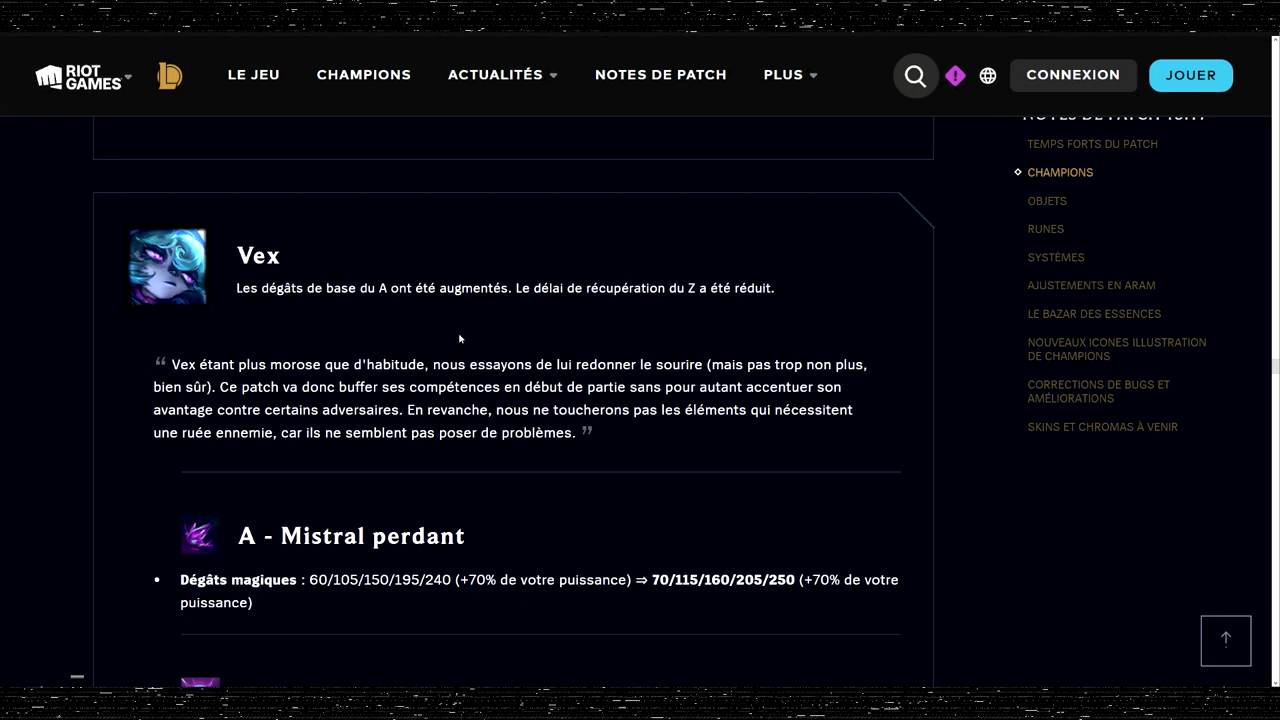 RIOT GAMES
LE JEU
CHAMPIONS
ACTUALITÉS
NOTES DE PATCH
PLUS
CONNEXION
JOUER
Vex
Les dégâts de base du A ont été augmentés. Le délai de récupération du Z a été réduit.
“ Vex étant plus morose que d'habitude, nous essayons de lui redonner le sourire (mais pas trop non plus,
bien sûr). Ce patch va donc buffer ses compétences en début de partie sans pour autant accentuer son
avantage contre certains adversaires. En revanche, nous ne toucherons pas les éléments qui nécessitent
une ruée ennemie, car ils ne semblent pas poser de problèmes. ”
A - Mistral perdant
• Dégâts magiques : 60/105/150/195/240 (+70% de votre puissance) ⇒ 70/115/160/205/250 (+70% de votre
puissance)
NOTES DE PATCH
TEMPS FORTS DU PATCH
CHAMPIONS
OBJETS
RUNES
SYSTÈMES
AJUSTEMENTS EN ARAM
LE BAZAR DES ESSENCES
NOUVEAUX ICONES ILLUSTRATION
DE CHAMPIONS
CORRECTIONS DE BUGS ET
AMÉLIORATIONS
SKINS ET CHROMAS À VENIR